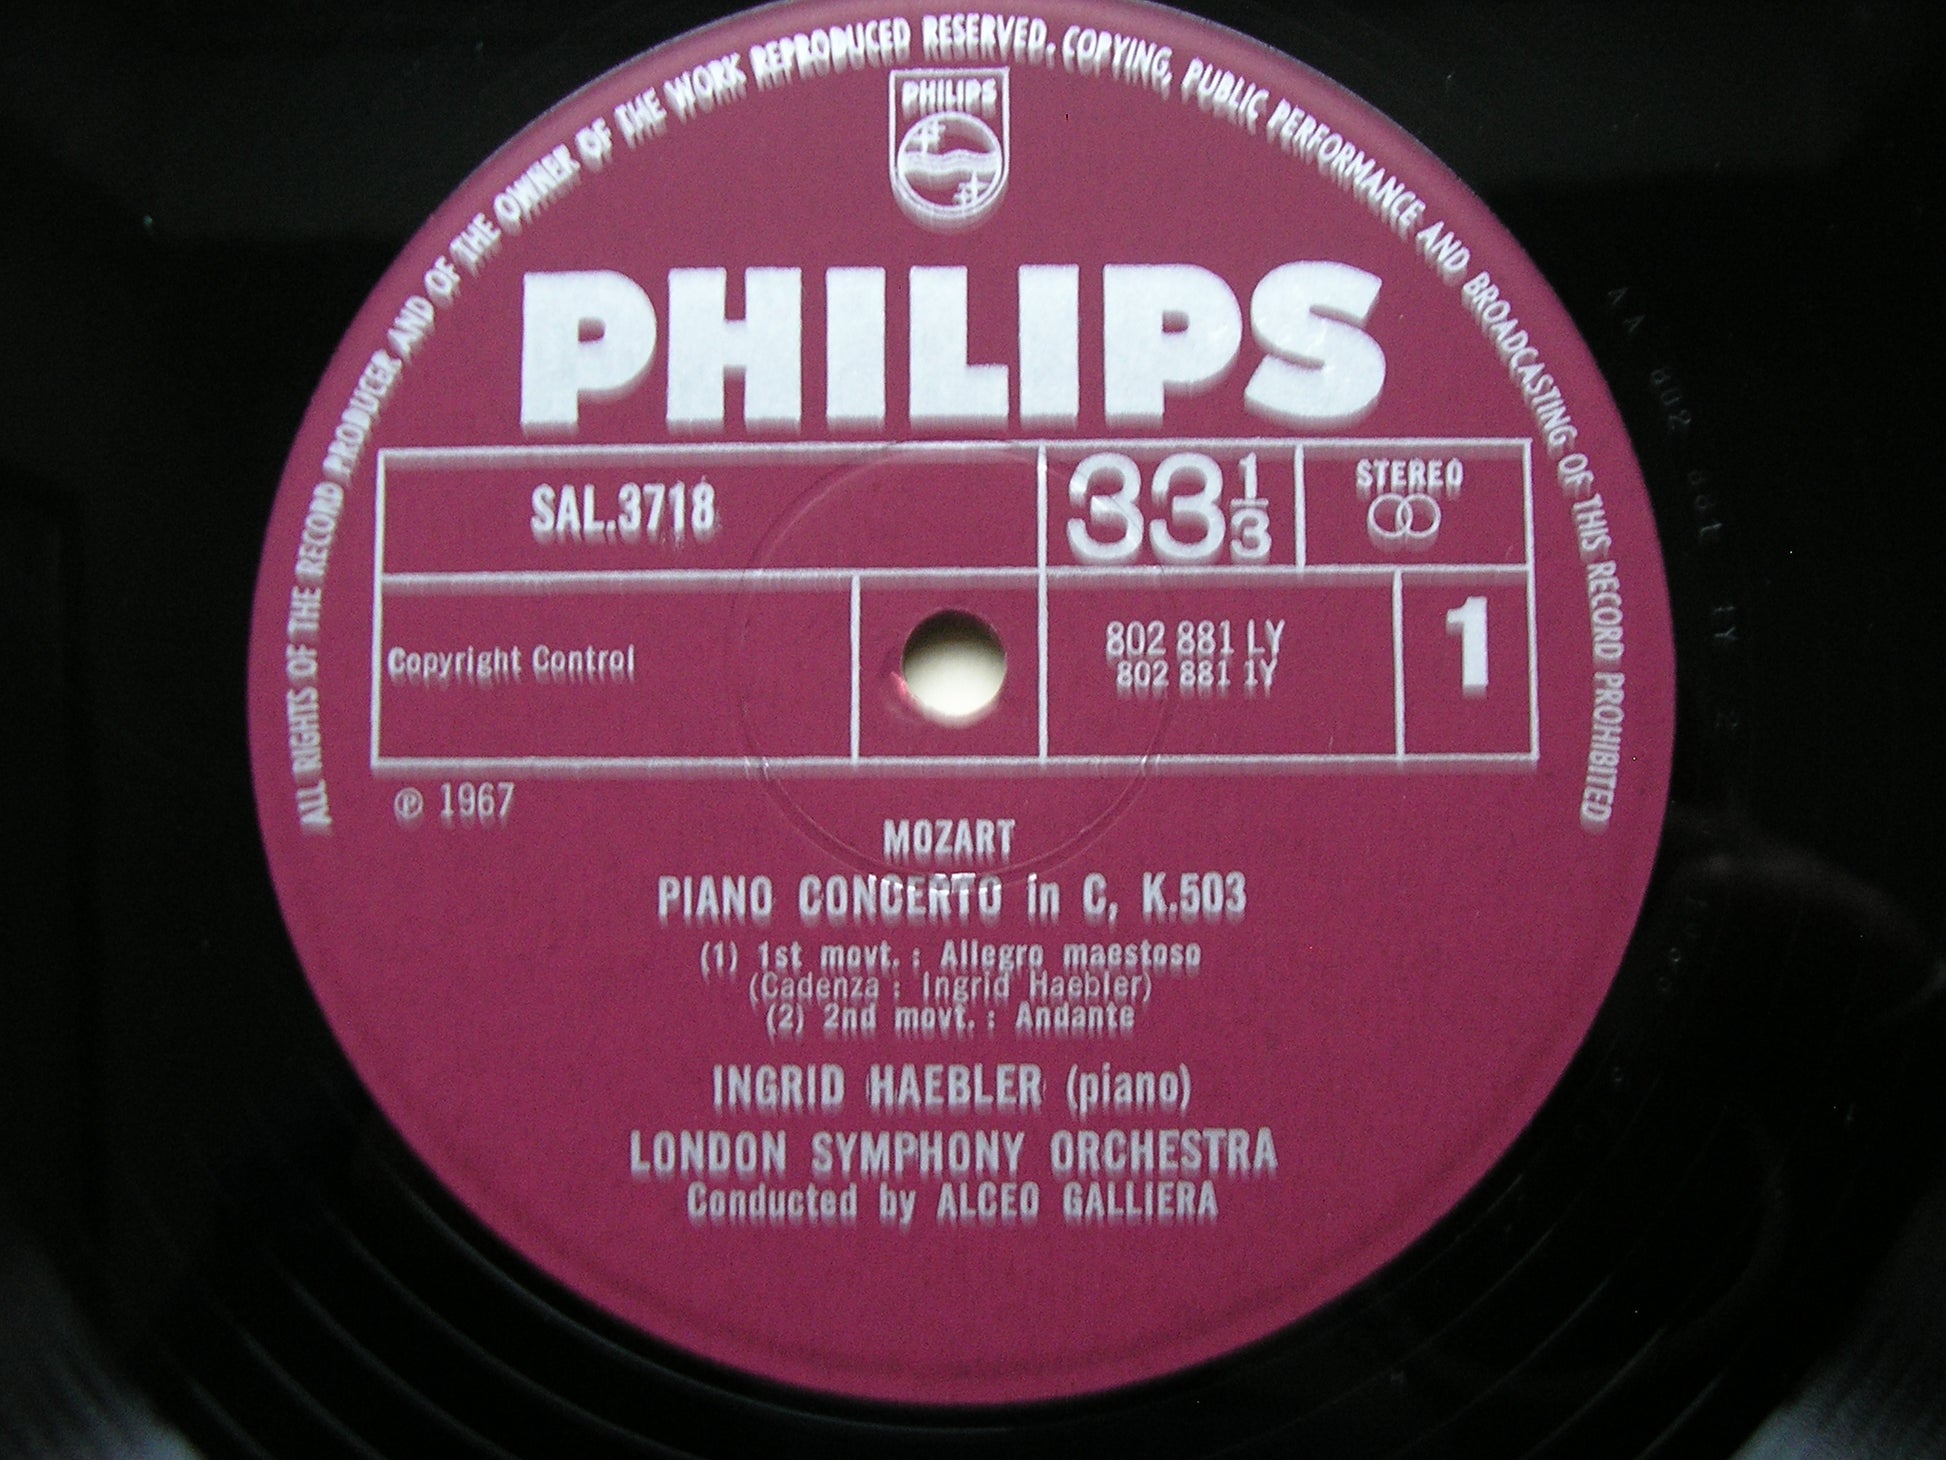 ALL RIGHTS OF THE RECORD PRODUCER AND OF THE OWNER OF THE WORK REPRODUCED RESERVED. COPYING, PUBLIC PERFORMANCE AND BROADCASTING OF THIS RECORD PROHIBITED
PHILIPS
PHILIPS
SAL.3718
33 1/3
STEREO
Copyright Control
802 881 LY
802 881 1Y
1
℗ 1967
MOZART
PIANO CONCERTO in C, K.503
(1) 1st movt. : Allegro maestoso
(Cadenza : Ingrid Haebler)
(2) 2nd movt. : Andante
INGRID HAEBLER (piano)
LONDON SYMPHONY ORCHESTRA
Conducted by ALCEO GALLIERA